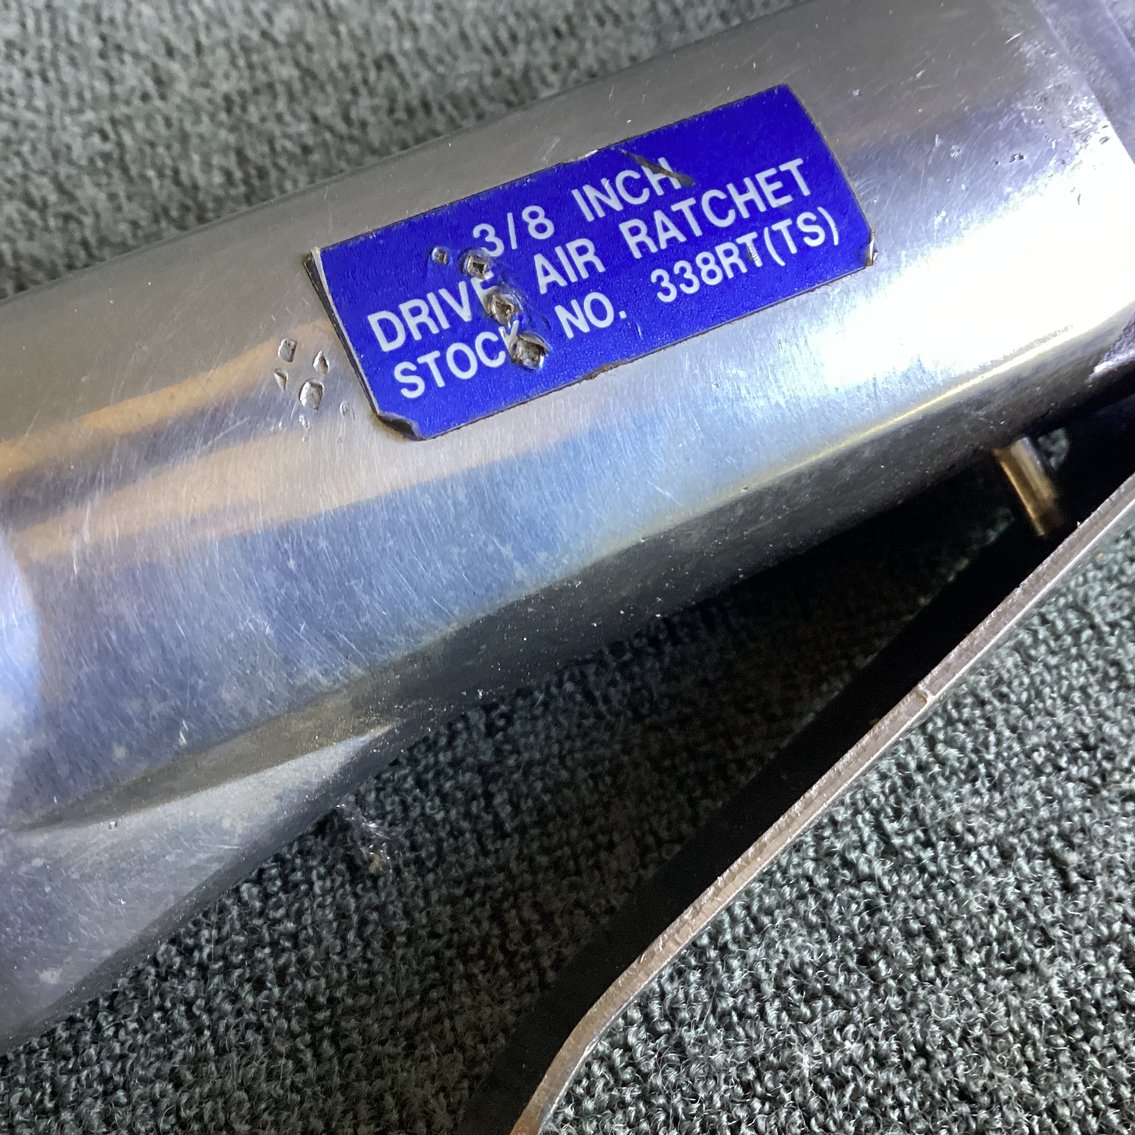 3/8 INCH
DRIVE AIR RATCHET
STOCK NO. 338RT(TS)